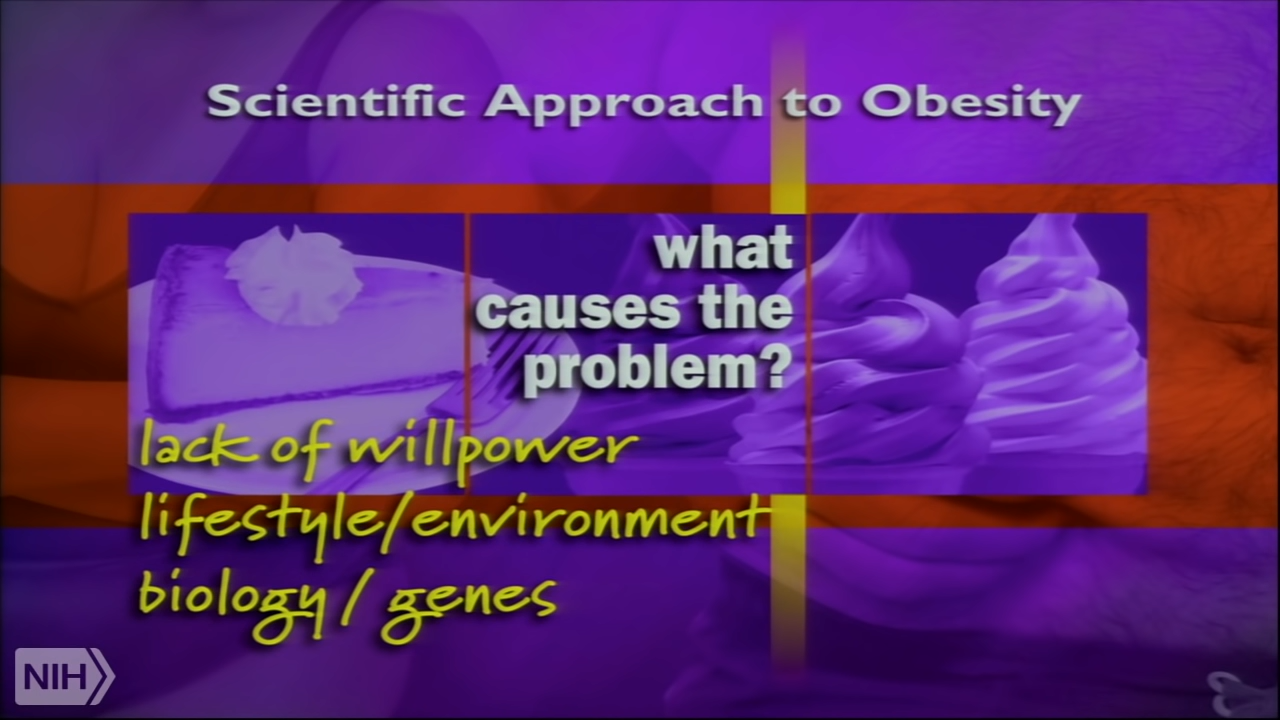 Scientific Approach to Obesity
what
causes the
problem?
lack of willpower
lifestyle/environment
biology / genes
NIH